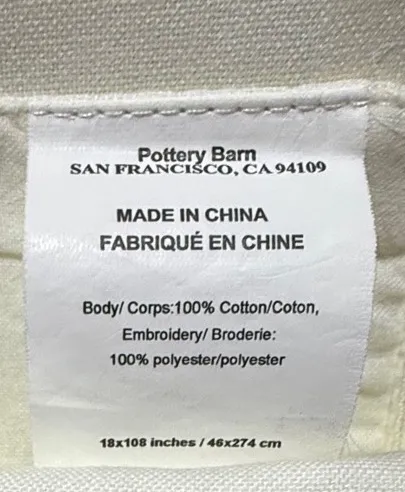 Pottery Barn
SAN FRANCISCO, CA 94109
MADE IN CHINA
FABRIQUÉ EN CHINE
Body/ Corps:100% Cotton/Coton,
Embroidery/ Broderie:
100% polyester/polyester
18x108 inches / 46x274 cm